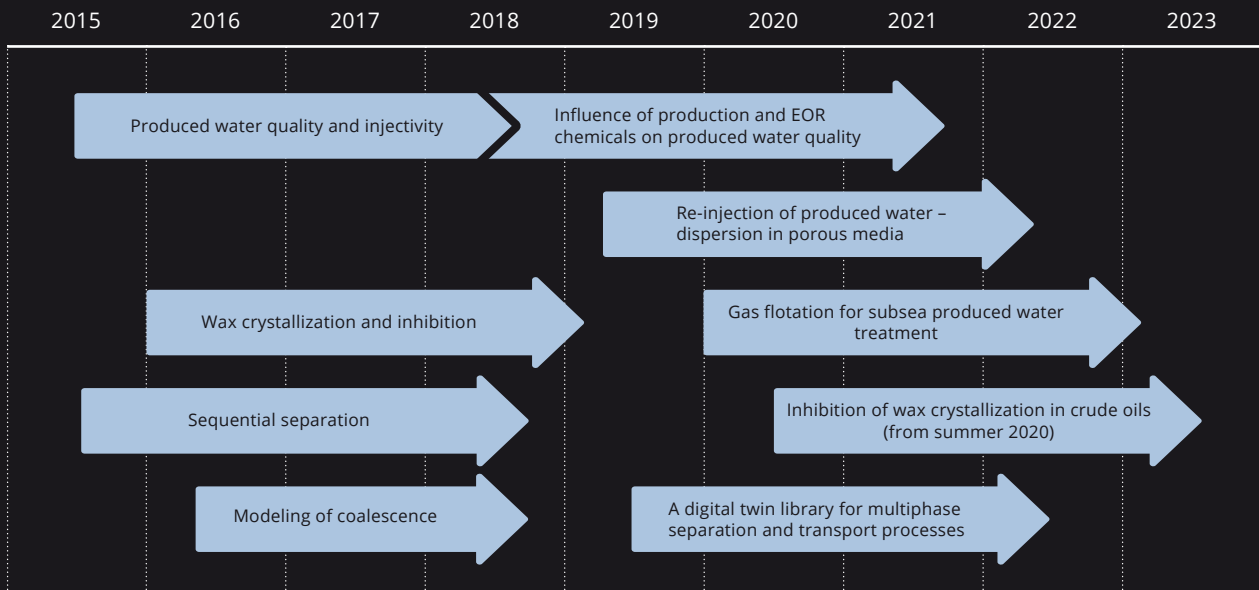 2015 2016 2017 2018 2019 2020 2021 2022 2023
Produced water quality and injectivity
Influence of production and EOR
chemicals on produced water quality
Re-injection of produced water –
dispersion in porous media
Wax crystallization and inhibition
Gas flotation for subsea produced water
treatment
Sequential separation
Inhibition of wax crystallization in crude oils
(from summer 2020)
Modeling of coalescence
A digital twin library for multiphase
separation and transport processes